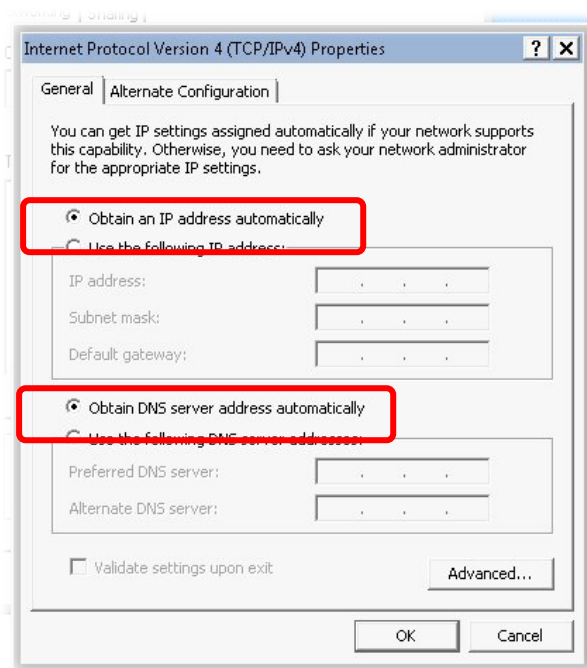 Internet Protocol Version 4 (TCP/IPv4) Properties
General
Alternate Configuration
You can get IP settings assigned automatically if your network supports
this capability. Otherwise, you need to ask your network administrator
for the appropriate IP settings.
Obtain an IP address automatically
Use the following IP address:
IP address:
Subnet mask:
Default gateway:
Obtain DNS server address automatically
Use the following DNS server addresses:
Preferred DNS server:
Alternate DNS server:
Validate settings upon exit
Advanced...
OK
Cancel